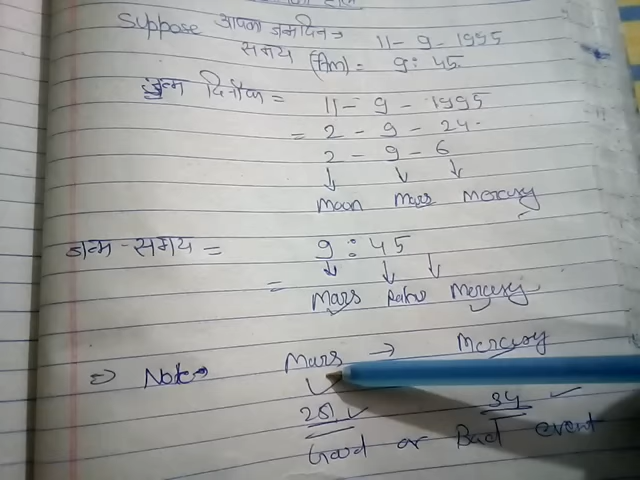 Suppose आपका जन्मदिन → 11 - 9 - 1995
समय (Time) = 9:45
जन्म दिनाँक = 11 - 9 - 1995
= 2 - 9 - 24
2 - 9 - 6
↓ ↓ ↓
Moon Mars Mercury
जन्म - समय = 9 : 45
↓ ↓ ↓
= Mars Rahu Mercury
⇒ Note → Mars → Mercury
28 34
Good or Bad event